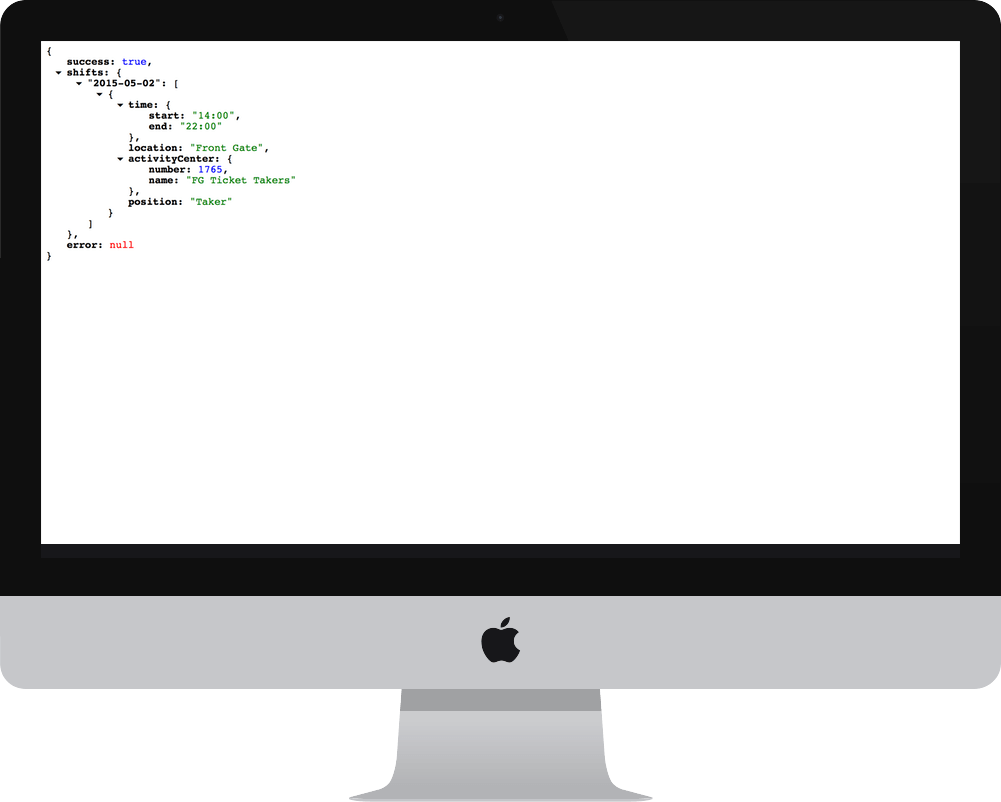 {
success: true,
shifts: {
"2015-05-02": [
{
time: {
start: "14:00",
end: "22:00"
},
location: "Front Gate",
activityCenter: {
number: 1765,
name: "FG Ticket Takers"
},
position: "Taker"
}
]
},
error: null
}